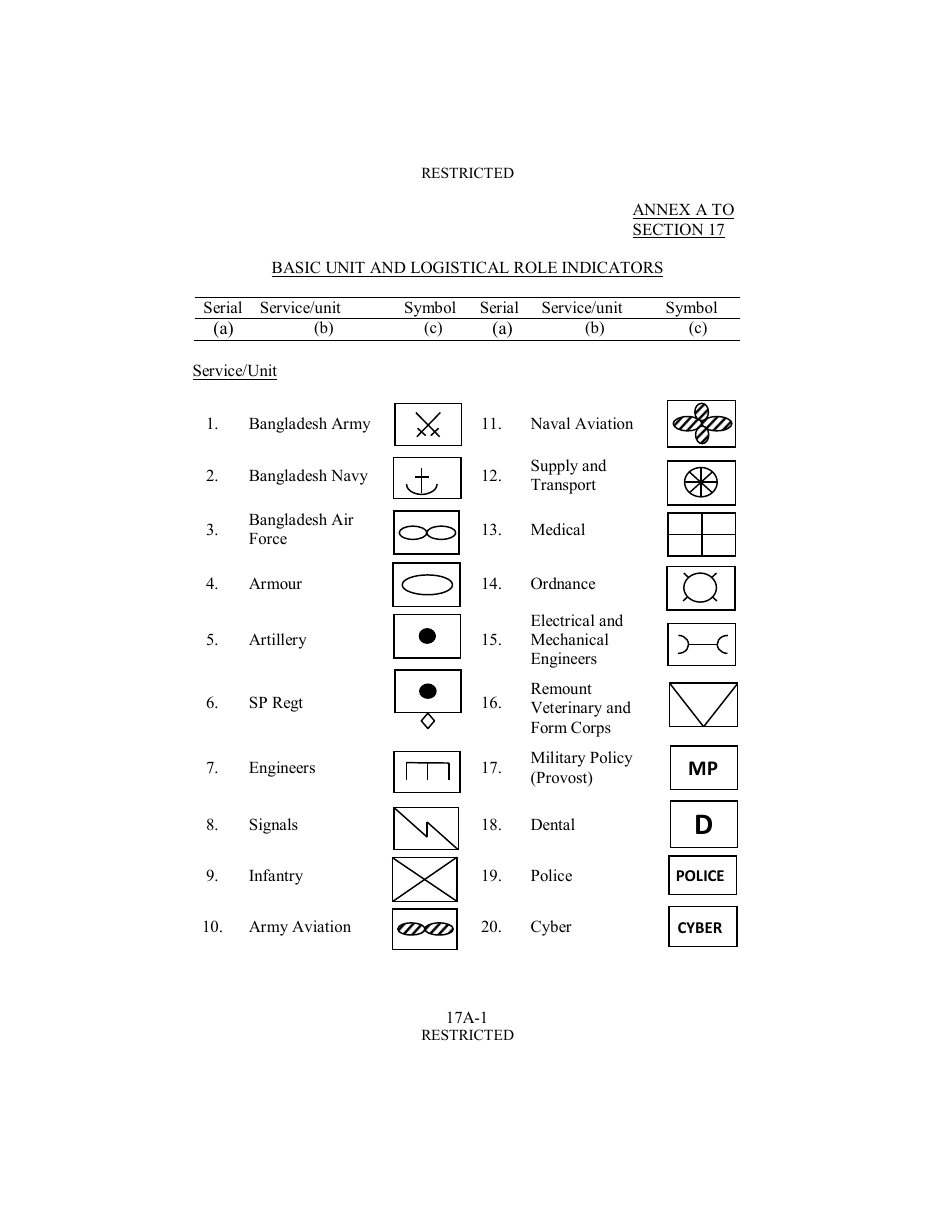 RESTRICTED
ANNEX A TO
SECTION 17
BASIC UNIT AND LOGISTICAL ROLE INDICATORS
Serial Service/unit Symbol Serial Service/unit Symbol
(a) (b) (c) (a) (b) (c)
Service/Unit
1. Bangladesh Army 11. Naval Aviation
2. Bangladesh Navy 12. Supply and
Transport
3. Bangladesh Air
Force
13. Medical
4. Armour 14. Ordnance
5. Artillery 15. Electrical and
Mechanical
Engineers
6. SP Regt 16. Remount
Veterinary and
Form Corps
7. Engineers 17. Military Policy
(Provost)
MP
8. Signals 18. Dental D
9. Infantry 19. Police POLICE
10. Army Aviation 20. Cyber CYBER
17A-1
RESTRICTED